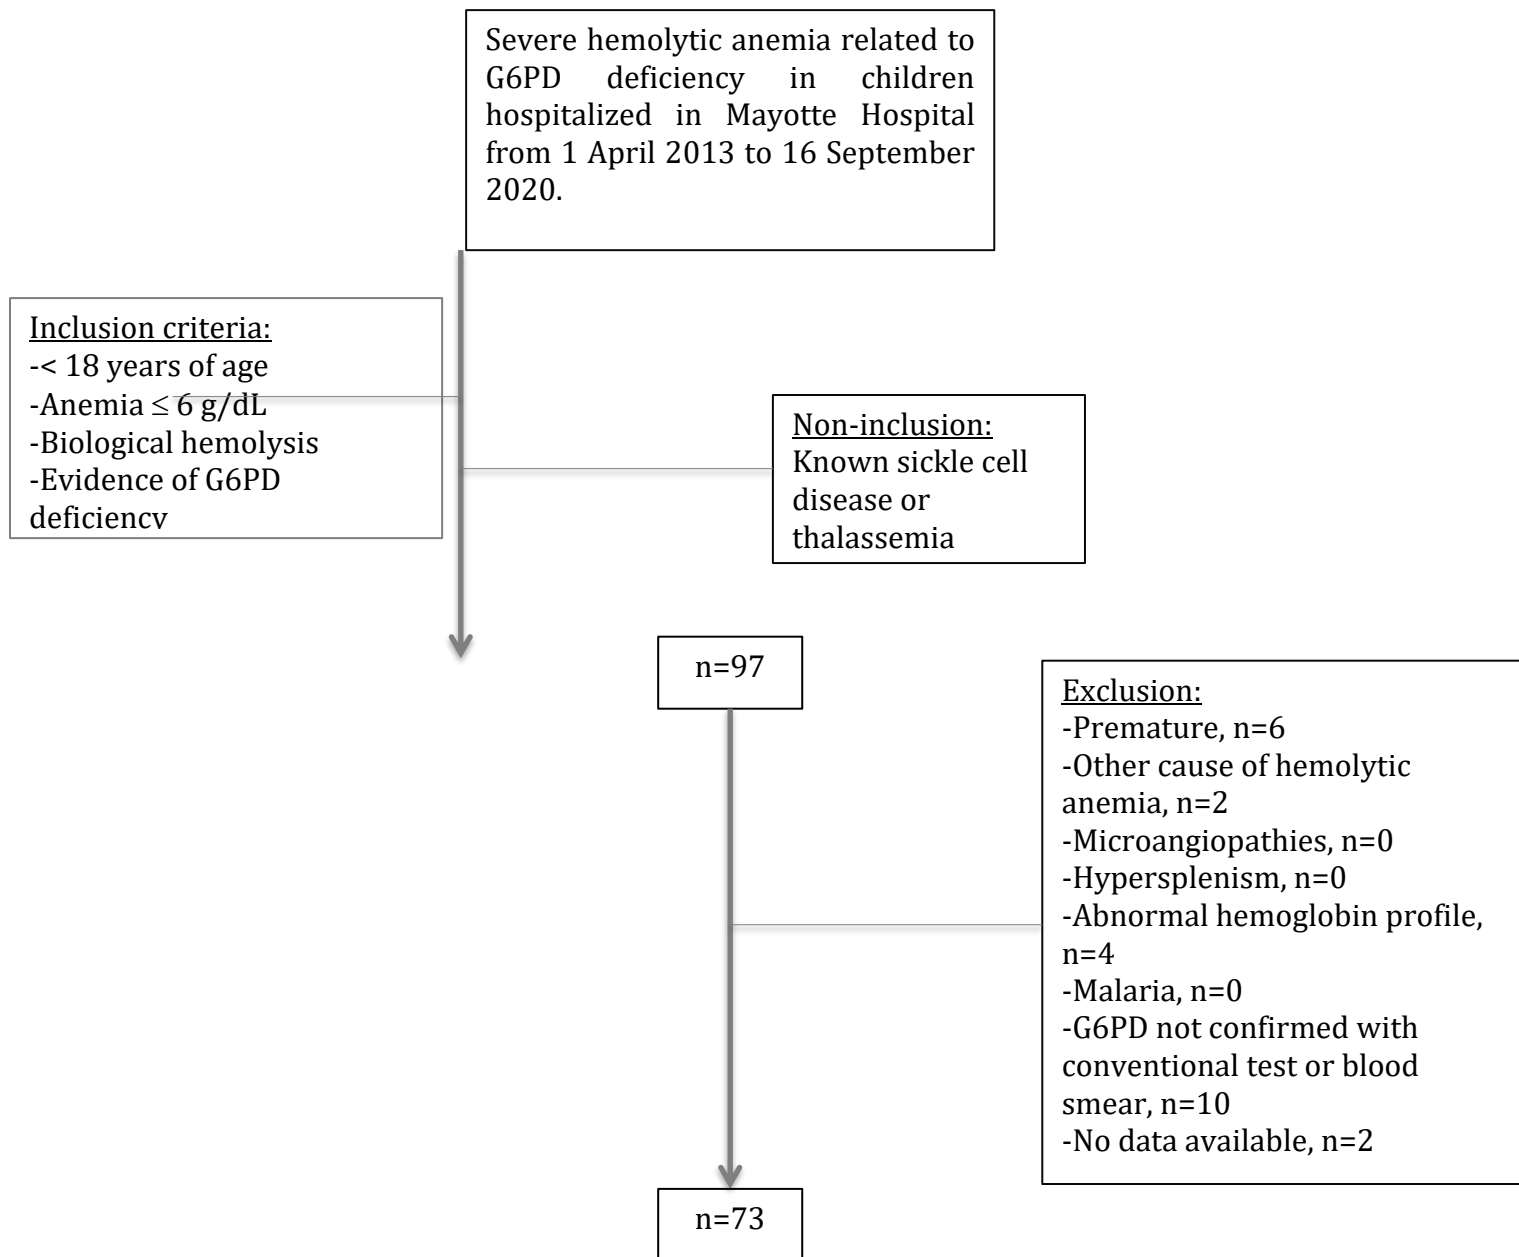 Severe hemolytic anemia related to
G6PD deficiency in children
hospitalized in Mayotte Hospital
from 1 April 2013 to 16 September
2020.
Inclusion criteria:
-< 18 years of age
-Anemia ≤ 6 g/dL
-Biological hemolysis
-Evidence of G6PD
deficiency
Non-inclusion:
Known sickle cell
disease or
thalassemia
n=97
Exclusion:
-Premature, n=6
-Other cause of hemolytic
anemia, n=2
-Microangiopathies, n=0
-Hypersplenism, n=0
-Abnormal hemoglobin profile,
n=4
-Malaria, n=0
-G6PD not confirmed with
conventional test or blood
smear, n=10
-No data available, n=2
n=73